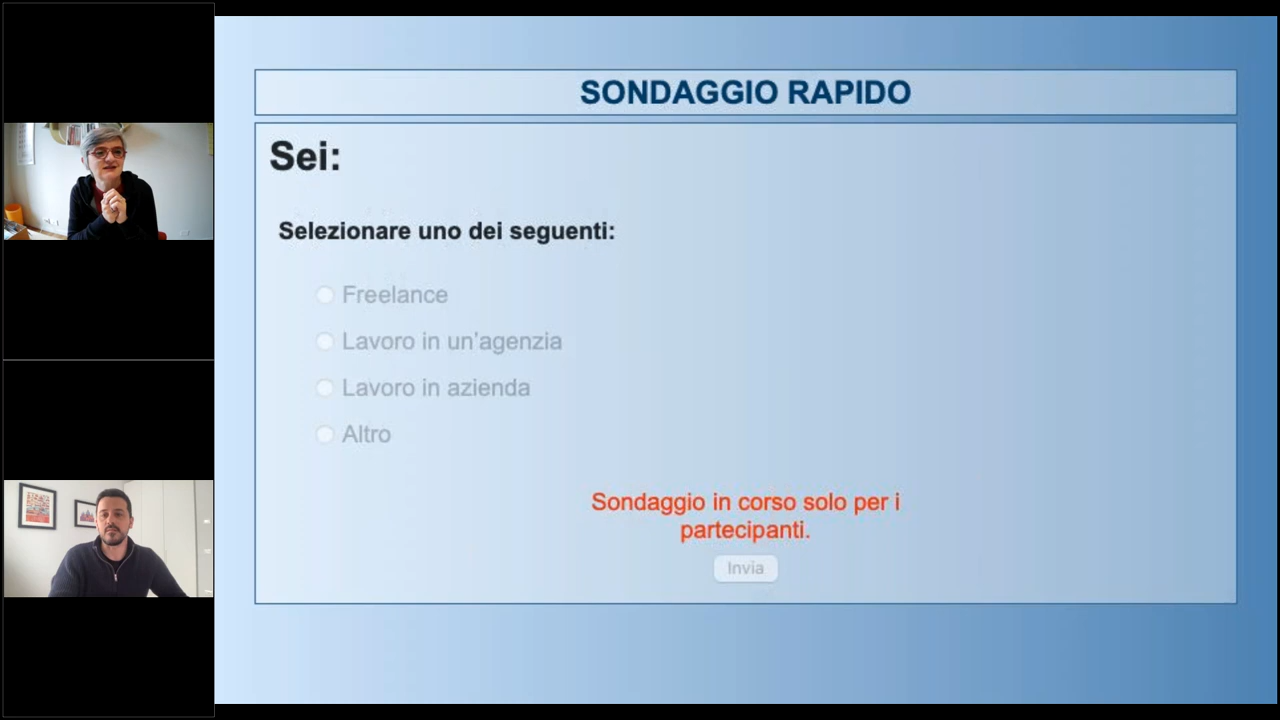 SONDAGGIO RAPIDO
Sei:
Selezionare uno dei seguenti:
Freelance
Lavoro in un'agenzia
Lavoro in azienda
Altro
Sondaggio in corso solo per i
partecipanti.
Invia